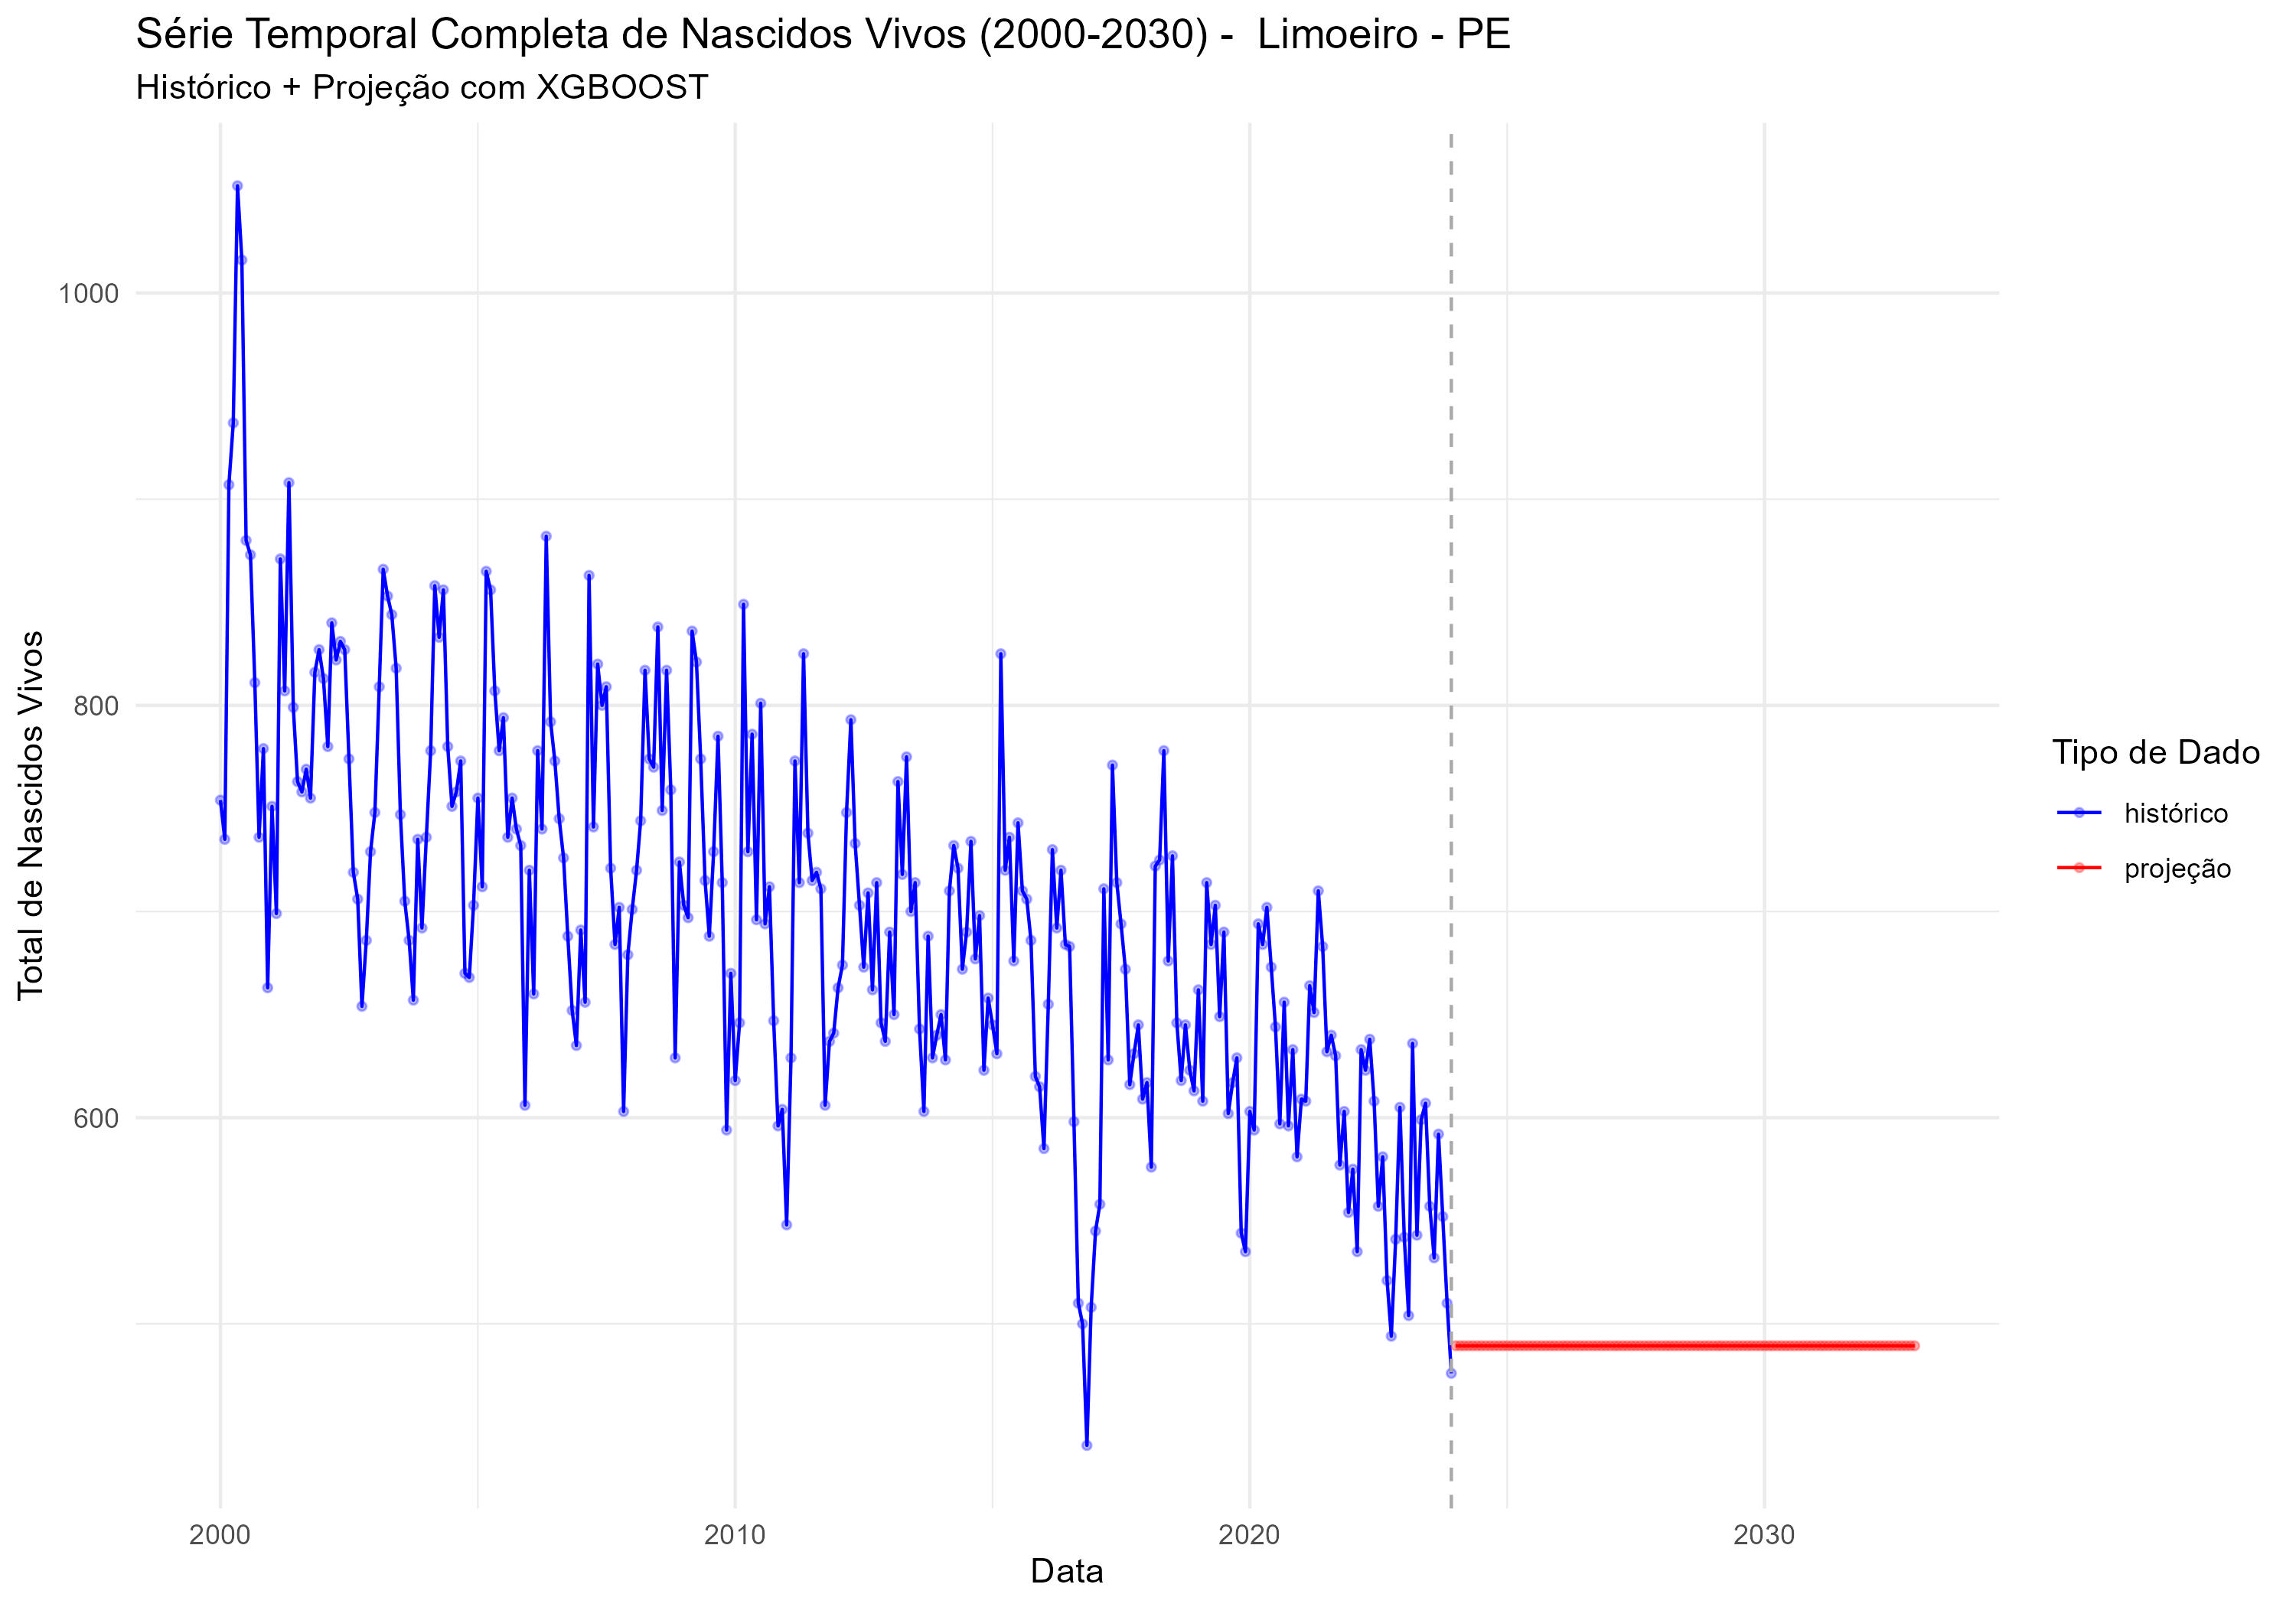 Série Temporal Completa de Nascidos Vivos (2000-2030) -  Limoeiro - PE
Histórico + Projeção com XGBOOST
Total de Nascidos Vivos
1000
800
600
2000
2010
2020
2030
Data
Tipo de Dado
histórico
projeção